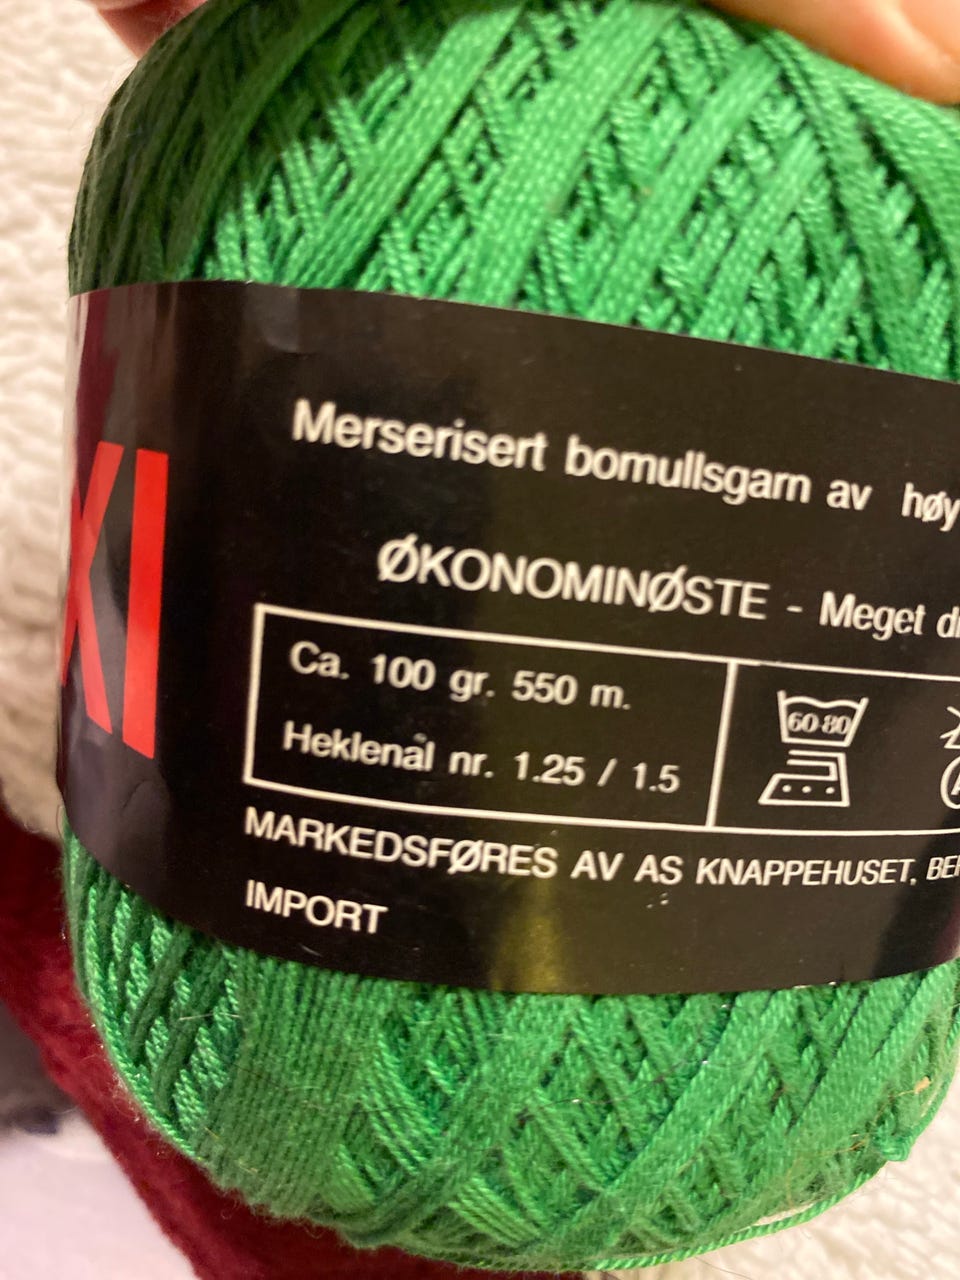 XI
Merserisert bomullsgarn av høy
ØKONOMINØSTE - Meget
Ca. 100 gr. 550 m.
Heklenål nr. 1.25 / 1.5
60-80
MARKEDSFØRES AV AS KNAPPEHUSET,
IMPORT